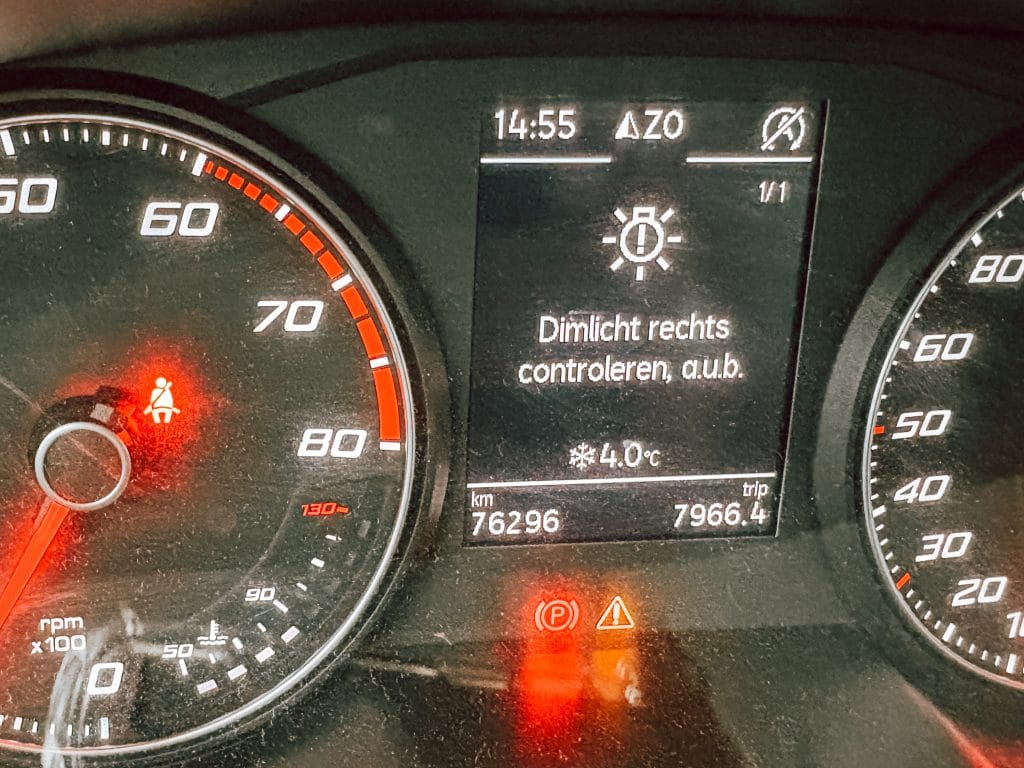 14:55 ZO
1/1
Dimlicht rechts
controleren, a.u.b.
4.0°C
km
76296
trip
7966.4
60
70
80
130
90
50
rpm
x100
0
80
60
50
40
30
20
P